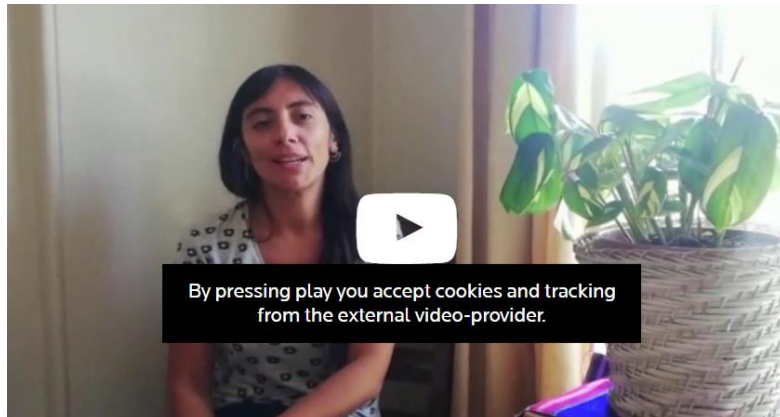 By pressing play you accept cookies and tracking
from the external video-provider.